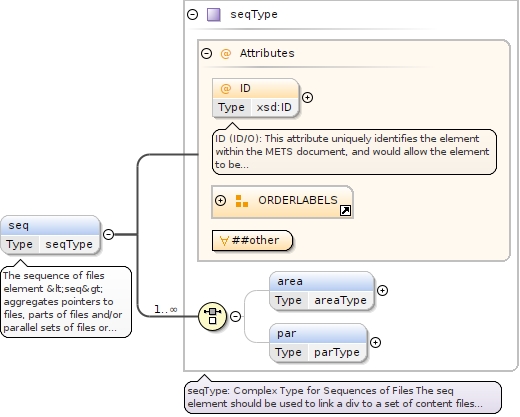 seqType
@ Attributes
@ ID
Type xsd:ID
ID (ID/O): This attribute uniquely identifies the element
within the METS document, and would allow the element
to be...
ORDERLABELS
∀ ##other
seq
Type seqType
The sequence of files
element &lt;seq&gt;
aggregates pointers to
files, parts of files and/or
parallel sets of files or...
1..∞
area
Type areaType
par
Type parType
seqType: Complex Type for Sequences of Files The seq
element should be used to link a div to a set of content files...